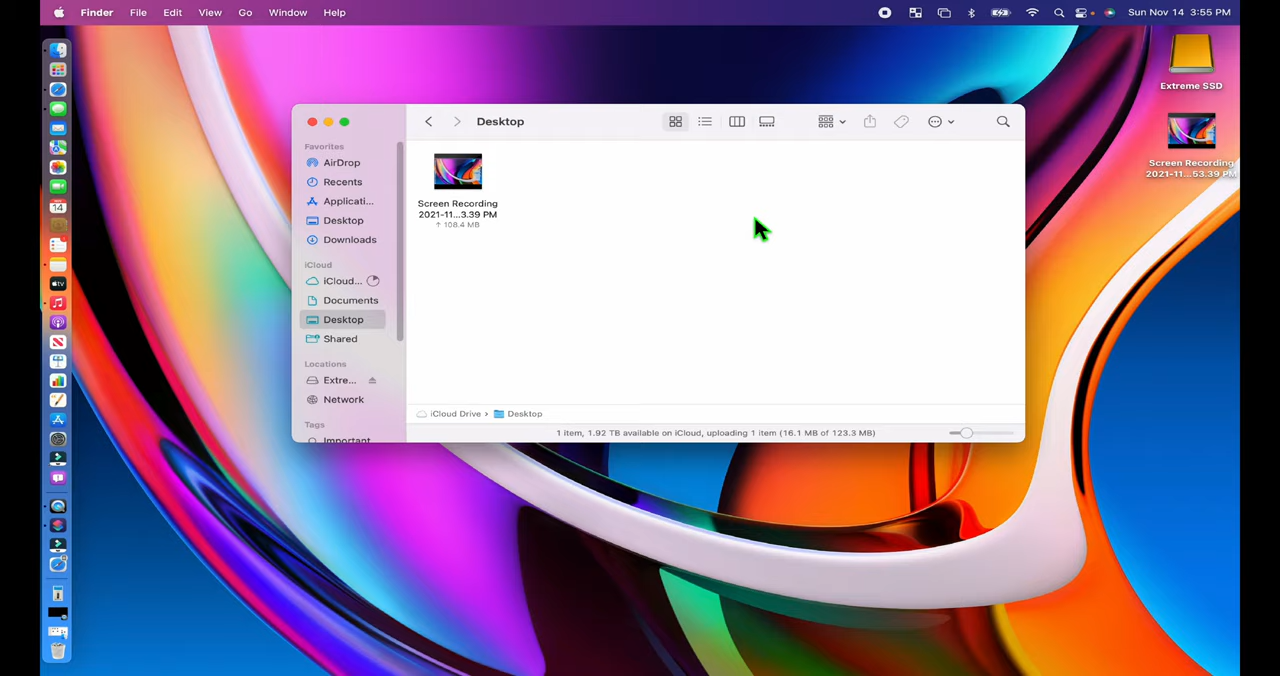 Finder File Edit View Go Window Help
Sun Nov 14 3:55 PM
Extreme SSD
Screen Recording
2021-11...53.39 PM
Desktop
Favorites
AirDrop
Recents
Applicati...
Desktop
Downloads
iCloud
iCloud...
Documents
Desktop
Shared
Locations
Extre...
Network
Tags
Important
Screen Recording
2021-11...3.39 PM
↑ 108.4 MB
iCloud Drive › Desktop
1 item, 1.92 TB available on iCloud, uploading 1 item (16.1 MB of 123.3 MB)
14
tv